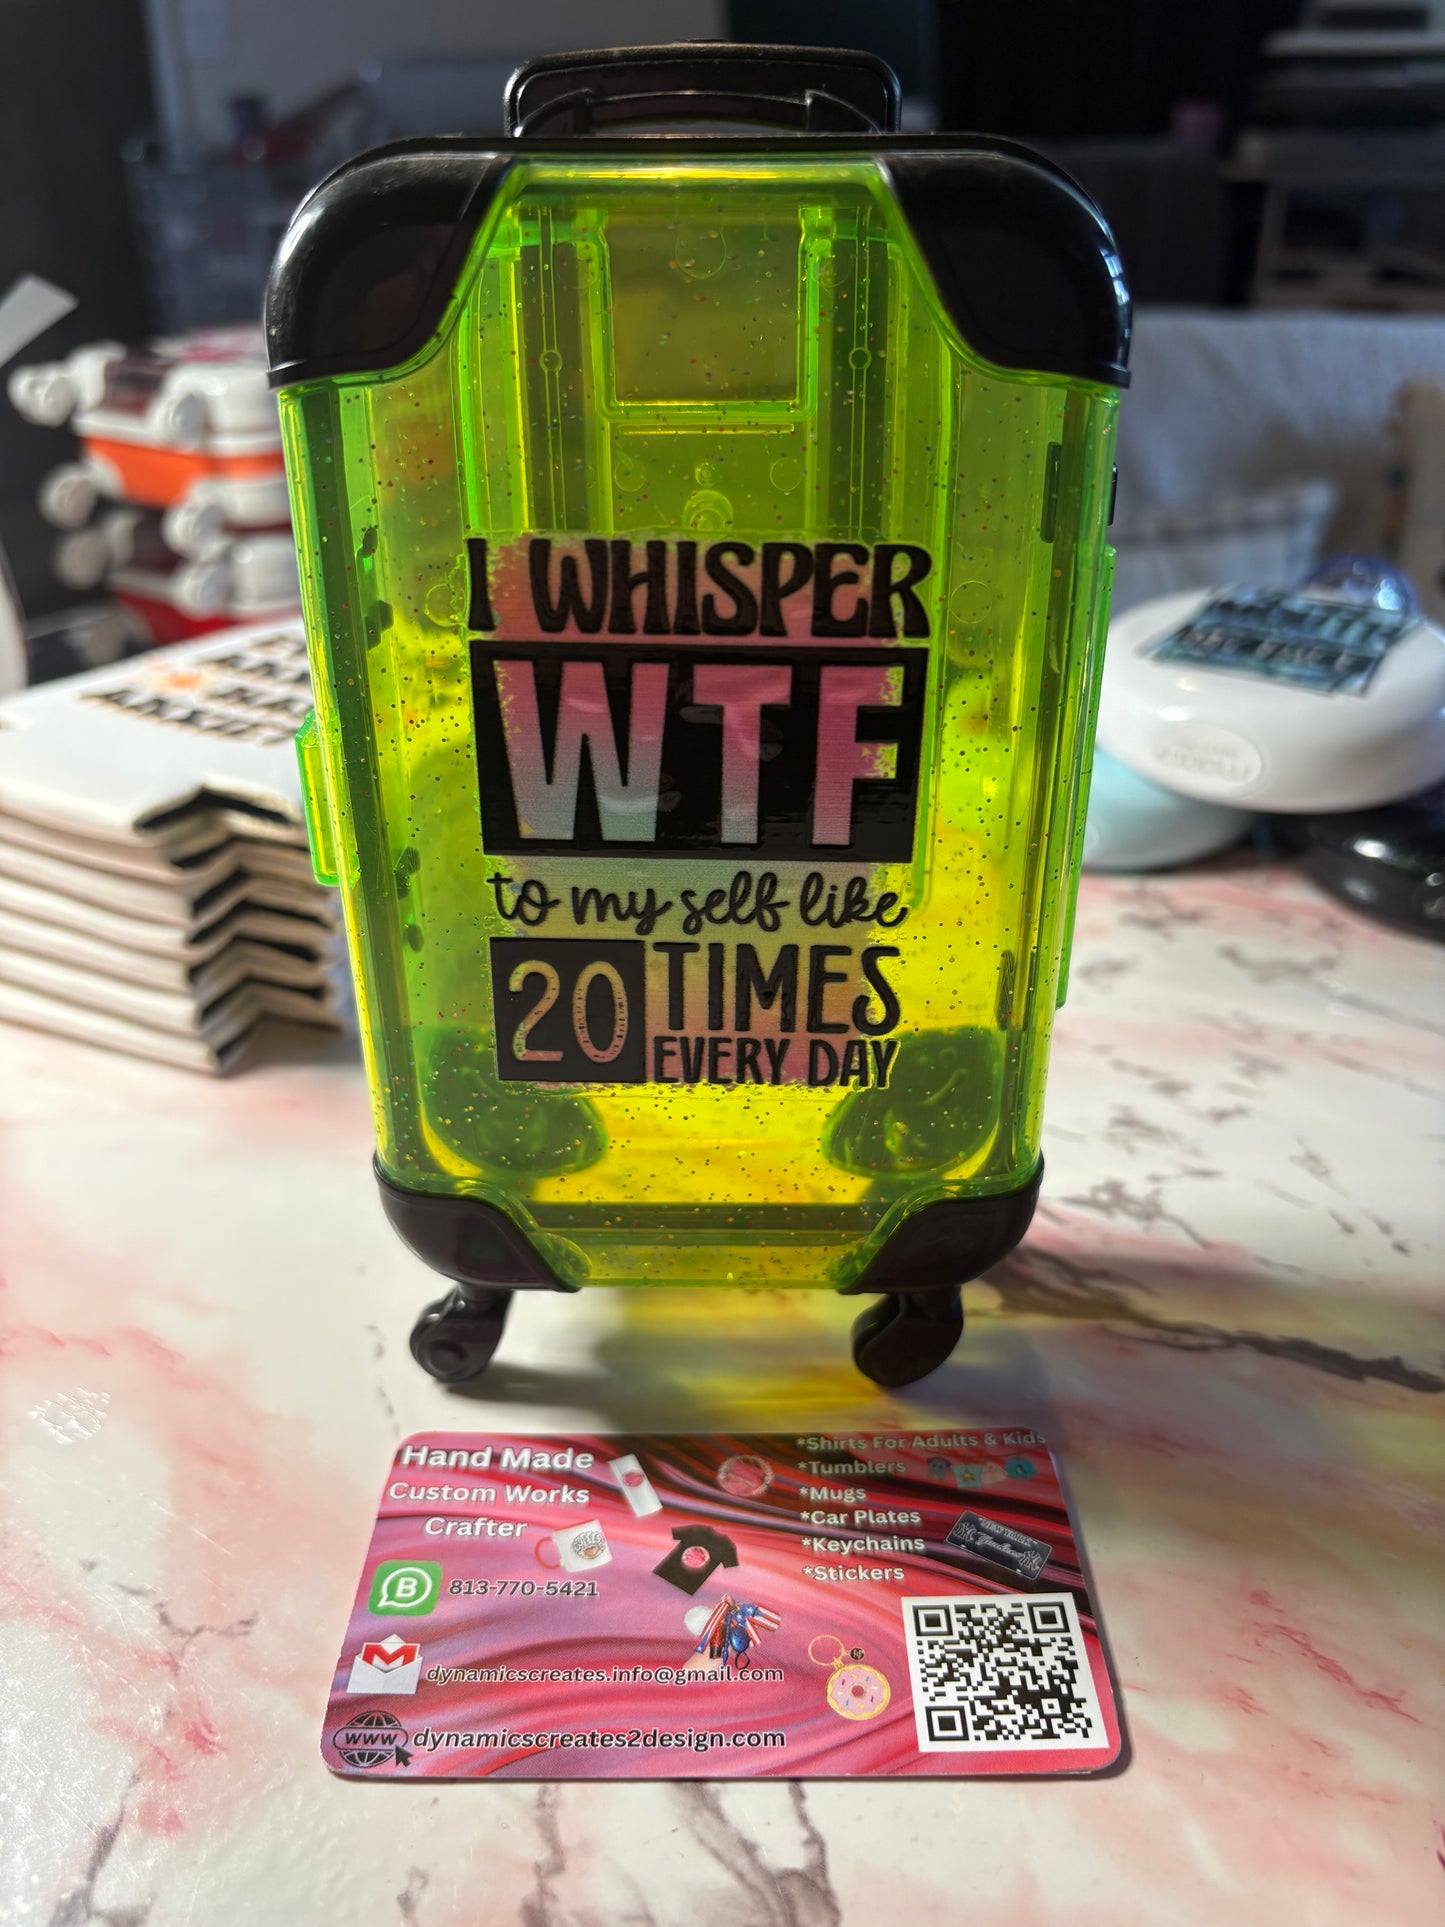 I WHISPER
WTF
to my self like
20 TIMES
EVERY DAY
Hand Made
Custom Works
Crafter
*Shirts For Adults & Kids
*Tumblers
*Mugs
*Car Plates
*Keychains
*Stickers
B 813-770-5421
dynamicscreates.info@gmail.com
www dynamicscreates2design.com